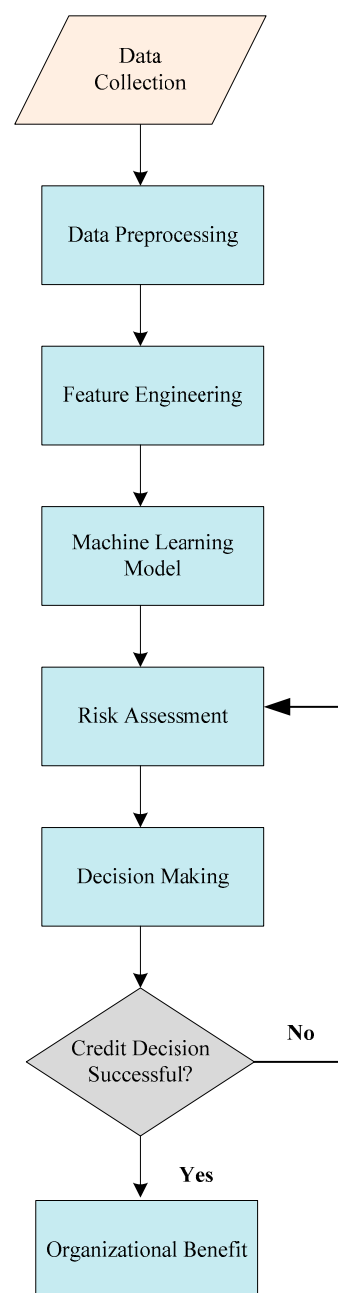 Data
Collection
Data Preprocessing
Feature Engineering
Machine Learning
Model
Risk Assessment
Decision Making
Credit Decision
Successful?
No
Yes
Organizational Benefit